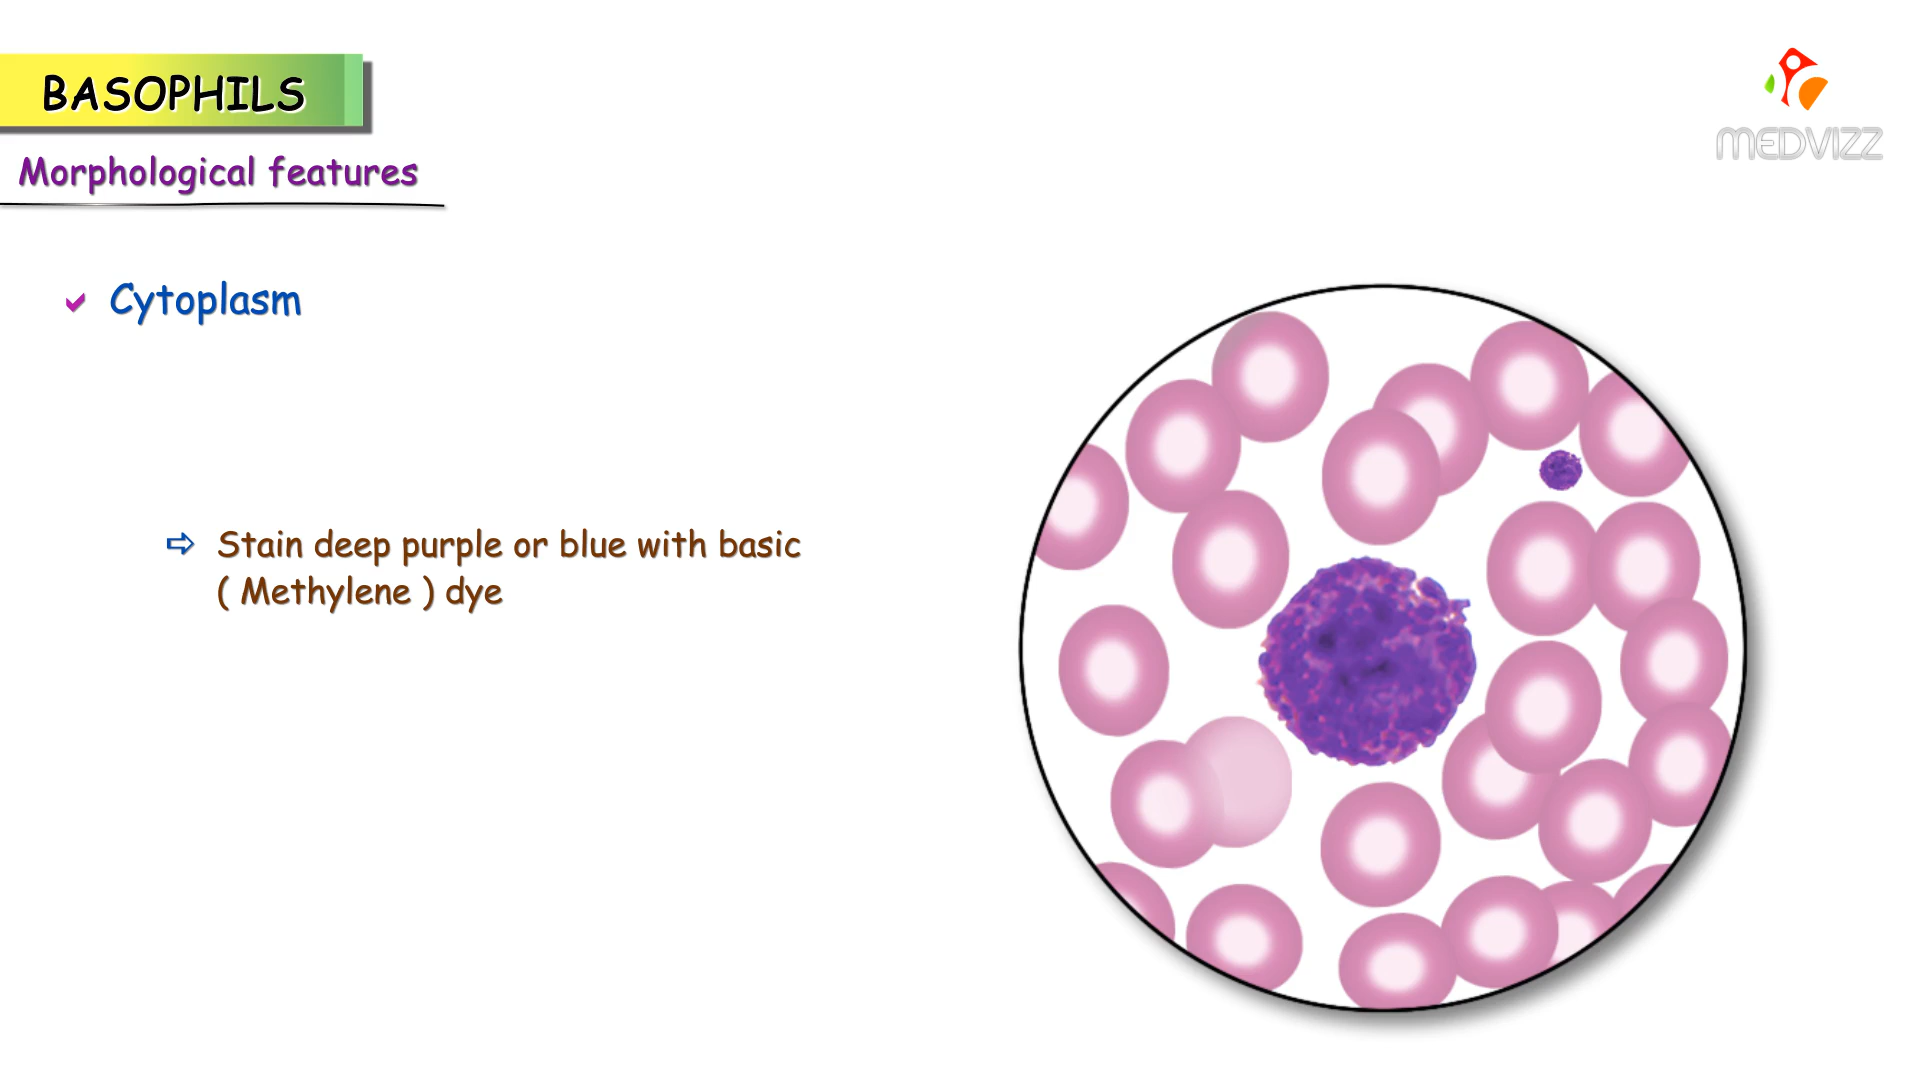 BASOPHILS
MEDVIZZ
Morphological features
Cytoplasm
Stain deep purple or blue with basic
( Methylene ) dye